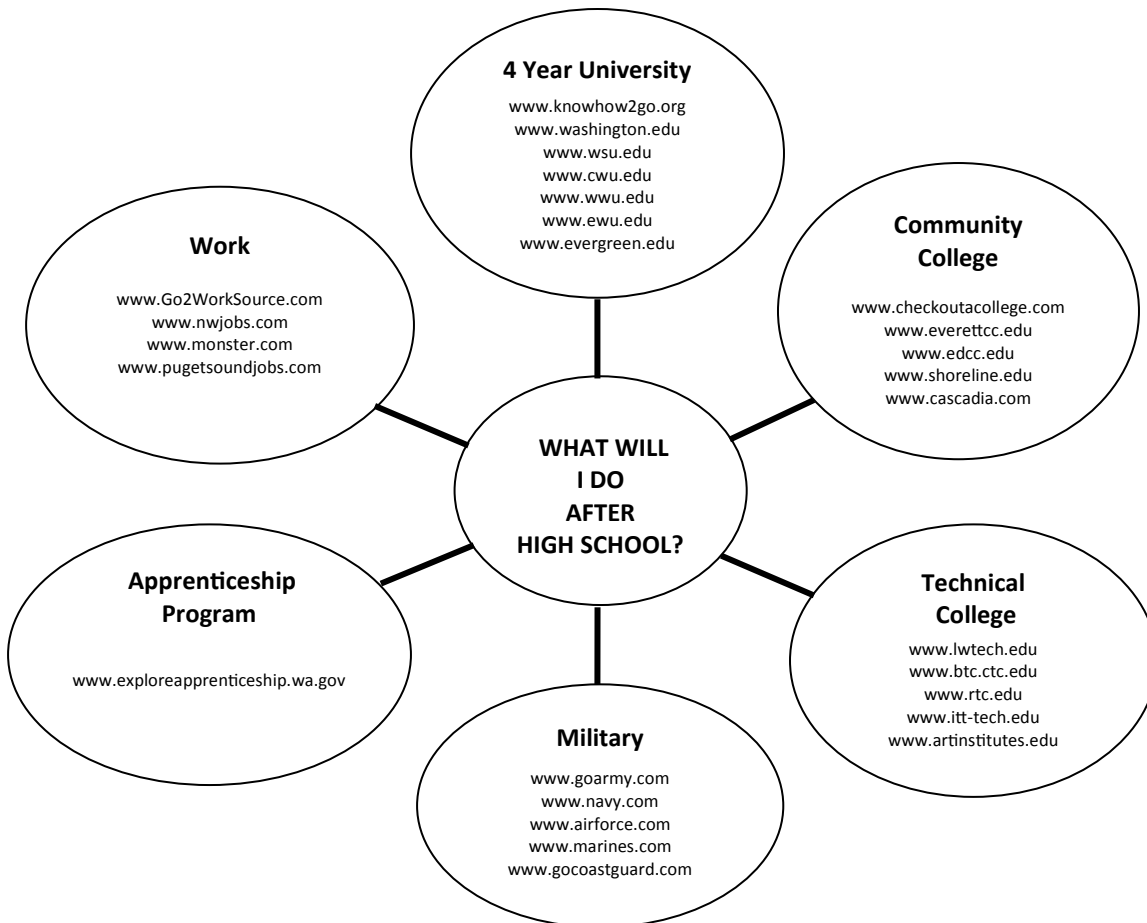 4 Year University
www.knowhow2go.org
www.washington.edu
www.wsu.edu
www.cwu.edu
www.wwu.edu
www.ewu.edu
www.evergreen.edu
Work
www.Go2WorkSource.com
www.nwjobs.com
www.monster.com
www.pugetsoundjobs.com
Community
College
www.checkoutacollege.com
www.everettcc.edu
www.edcc.edu
www.shoreline.edu
www.cascadia.com
WHAT WILL
I DO
AFTER
HIGH SCHOOL?
Apprenticeship
Program
www.exploreapprenticeship.wa.gov
Technical
College
www.lwtech.edu
www.btc.ctc.edu
www.rtc.edu
www.itt-tech.edu
www.artinstitutes.edu
Military
www.goarmy.com
www.navy.com
www.airforce.com
www.marines.com
www.gocoastguard.com